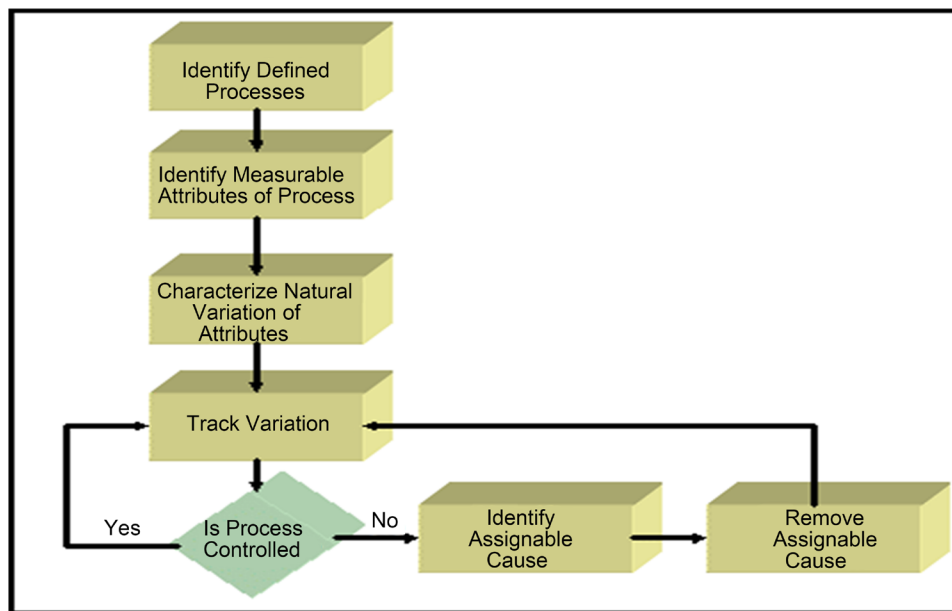 Identify Defined
Processes
Identify Measurable
Attributes of Process
Characterize Natural
Variation of
Attributes
Track Variation
Yes
Is Process
Controlled
No
Identify
Assignable
Cause
Remove
Assignable
Cause